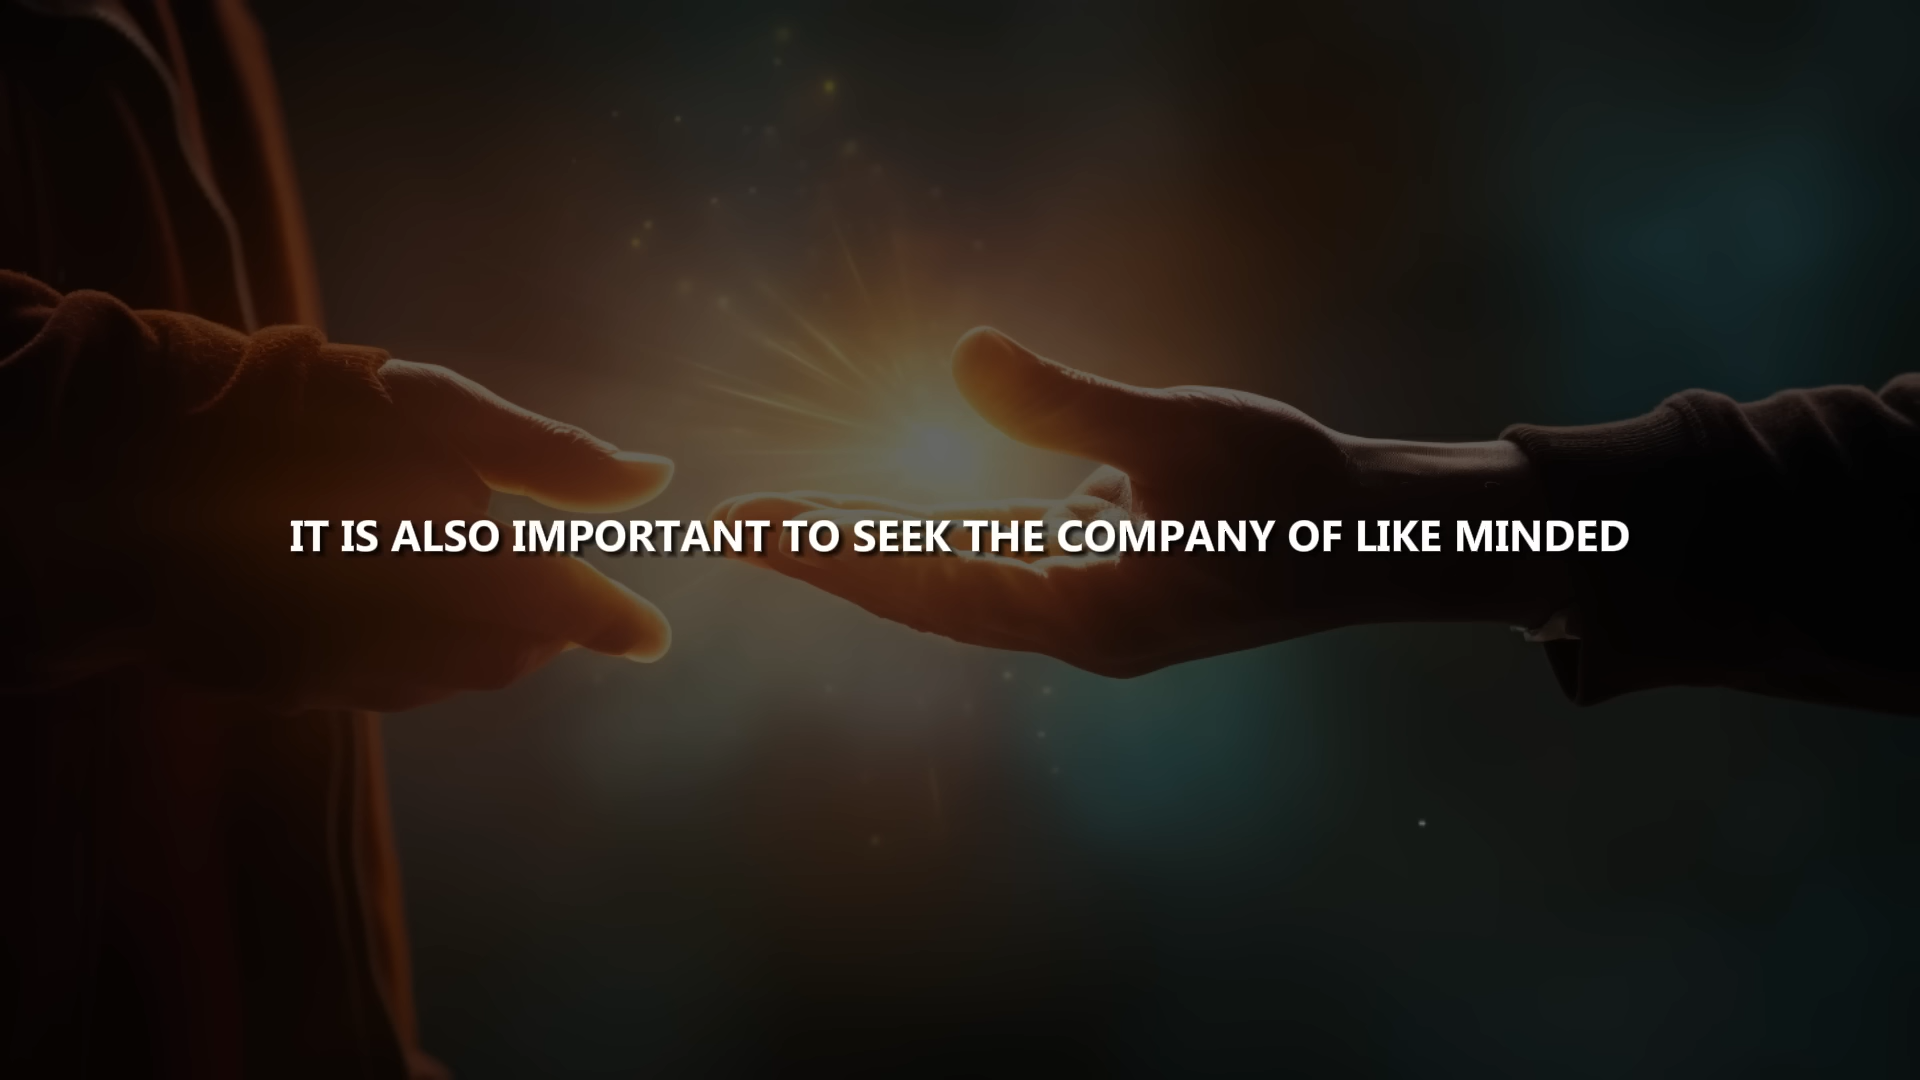 IT IS ALSO IMPORTANT TO SEEK THE COMPANY OF LIKE MINDED